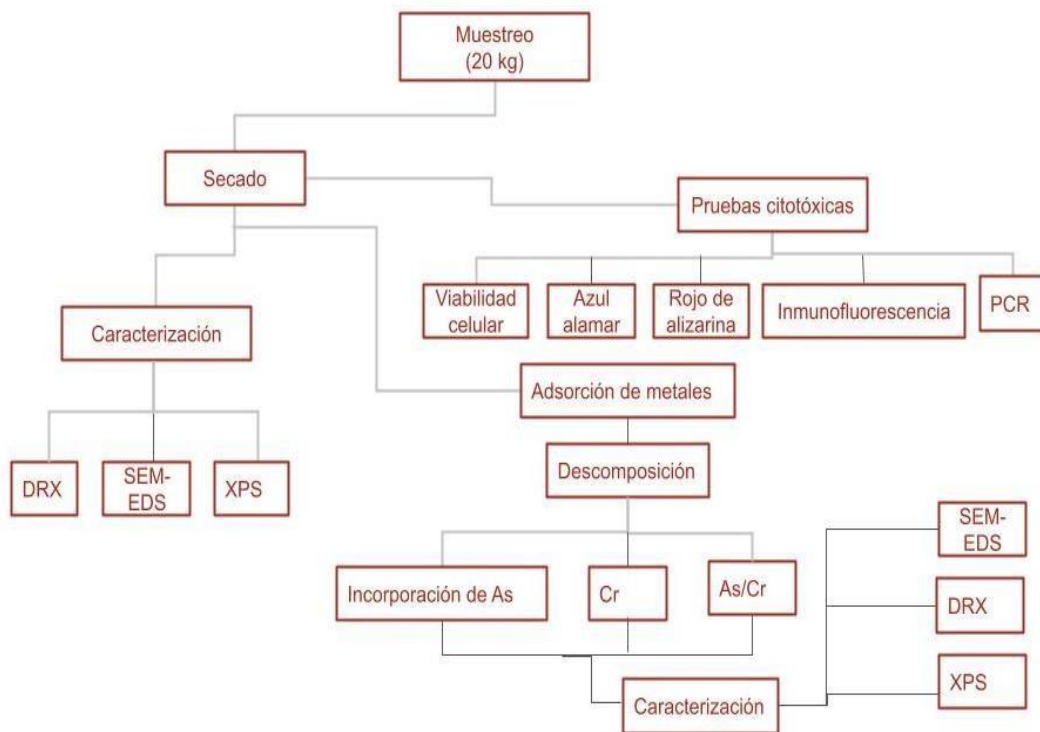 Muestreo
(20 kg)
Secado
Pruebas citotóxicas
Viabilidad
celular
Azul
alamar
Rojo de
alizarina
Inmunofluorescencia
PCR
Caracterización
Adsorción de metales
DRX
SEM-
EDS
XPS
Descomposición
Incorporación de As
Cr
As/Cr
SEM-
EDS
DRX
XPS
Caracterización